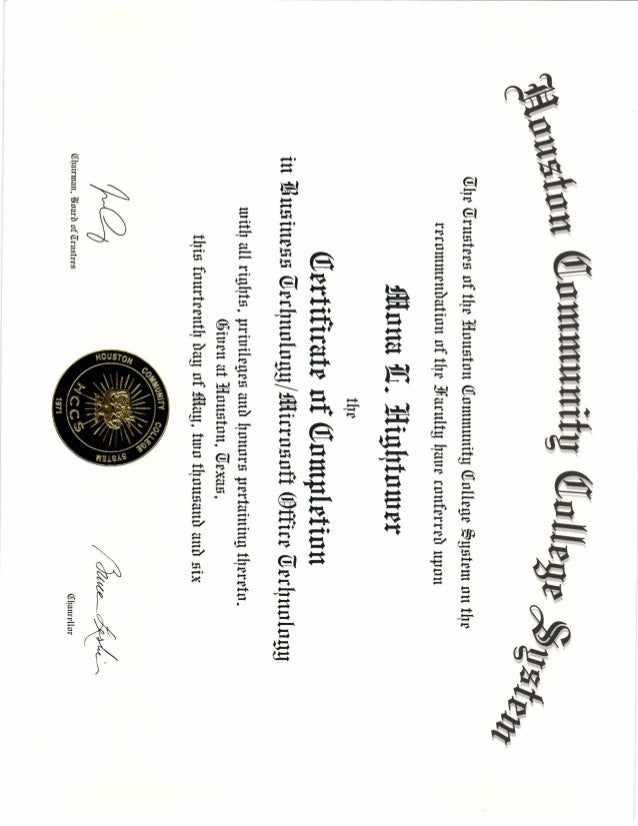 Houston Community College System
The Trustees of the Houston Community College System on the
recommendation of the Faculty have conferred upon
Mona L. Hightower
the
Certificate of Completion
in Business Technology/Microsoft Office Technology
with all rights, privileges and honors pertaining thereto.
Given at Houston, Texas,
this fourteenth day of May, two thousand and six
Chairman, Board of Trustees
HOUSTON COMMUNITY COLLEGE SYSTEM
HCCS
1971
Bruce Leslie
Chancellor